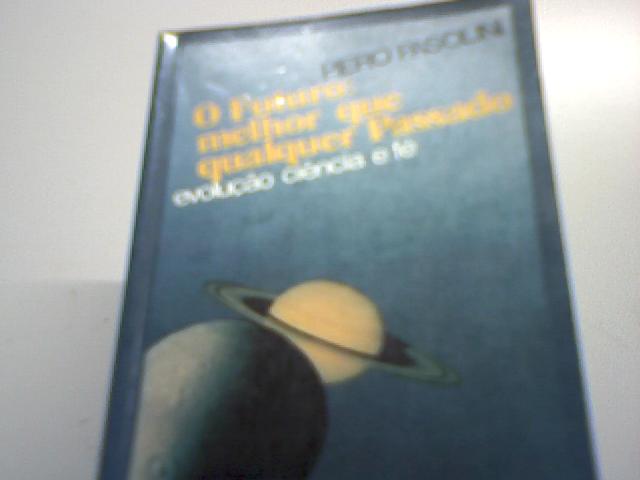 PIERO PASOLINI
O Futuro:
melhor que
qualquer Passado
evolução ciência e fé